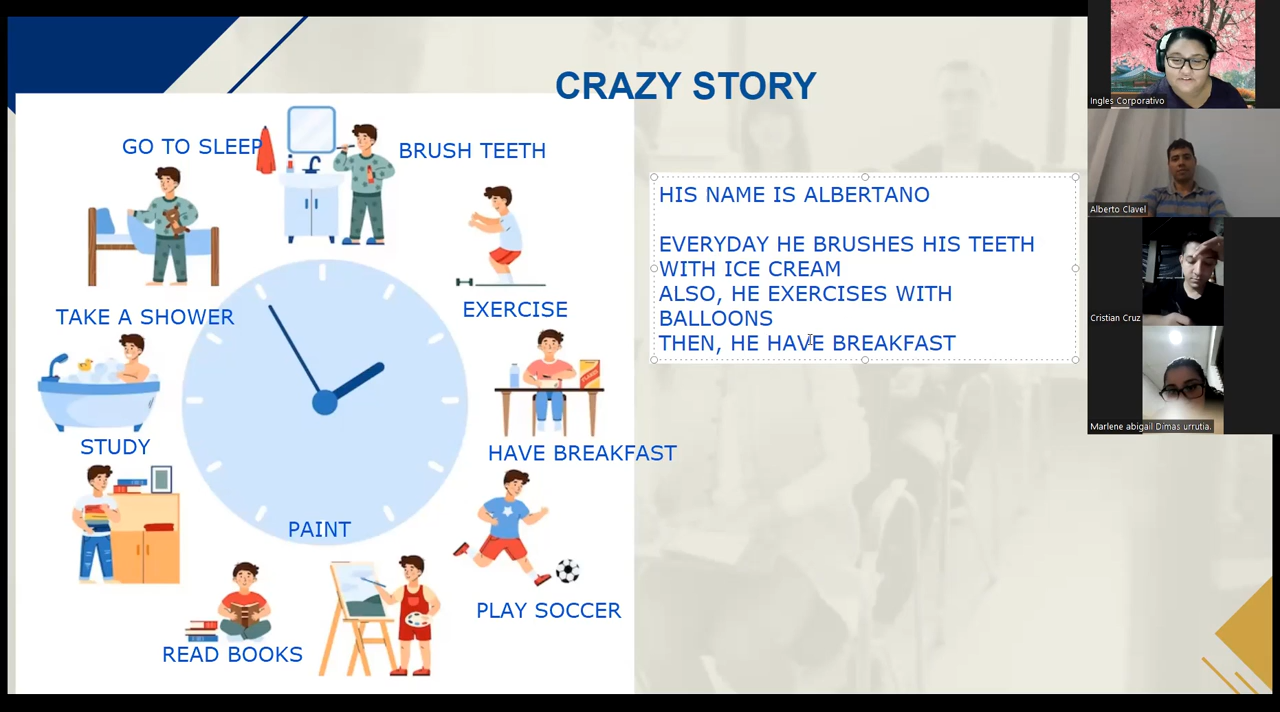 CRAZY STORY
GO TO SLEEP
BRUSH TEETH
EXERCISE
TAKE A SHOWER
HAVE BREAKFAST
STUDY
PAINT
PLAY SOCCER
READ BOOKS
HIS NAME IS ALBERTANO
EVERYDAY HE BRUSHES HIS TEETH
WITH ICE CREAM
ALSO, HE EXERCISES WITH
BALLOONS
THEN, HE HAVE BREAKFAST
Ingles Corporativo
Alberto Clavel
Cristian Cruz
Marlene abigail Dimas urrutia.